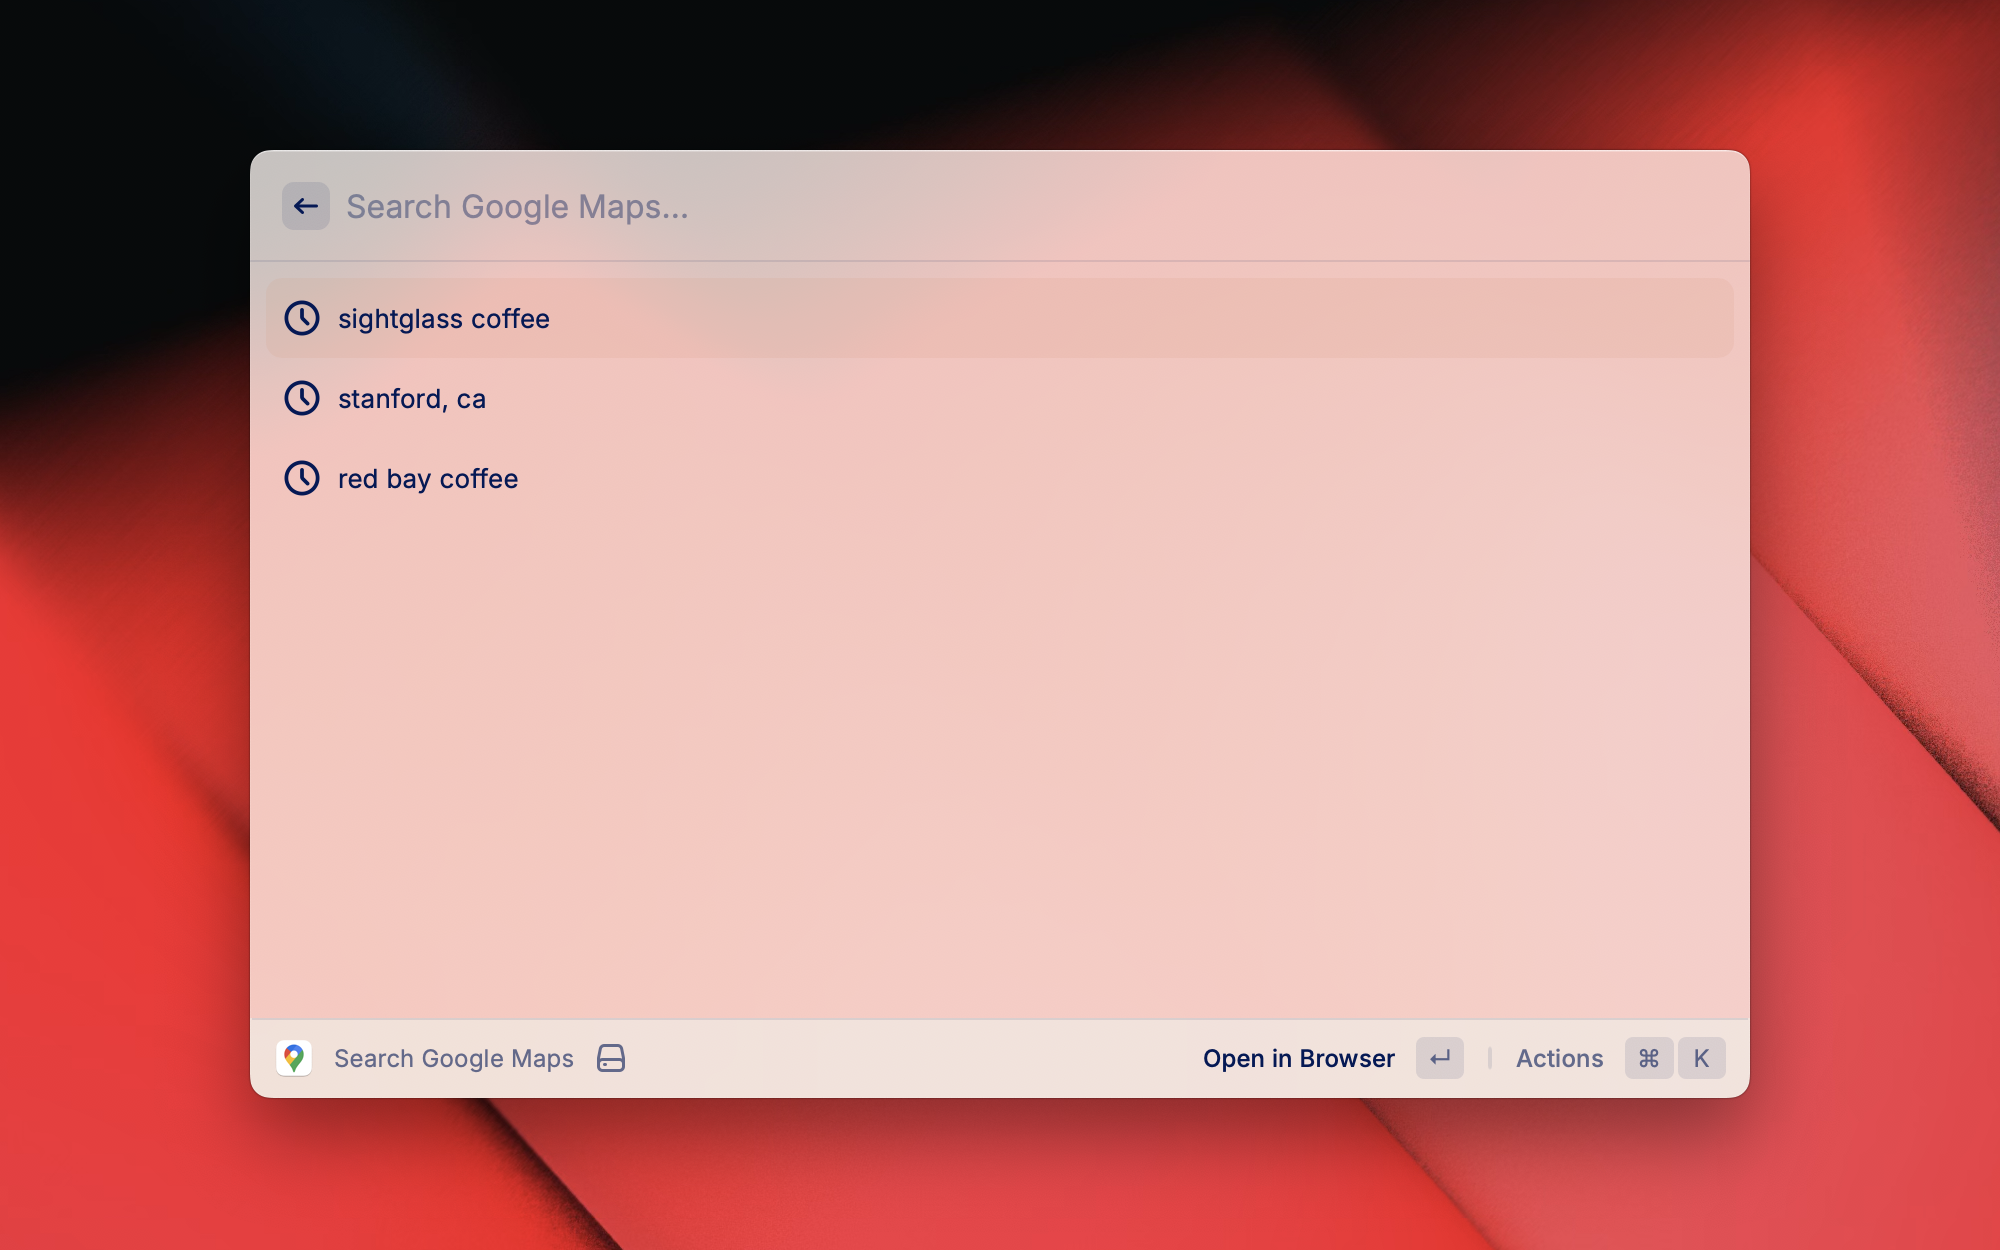 Search Google Maps...
sightglass coffee
stanford, ca
red bay coffee
Search Google Maps Open in Browser ↵ | Actions ⌘ K